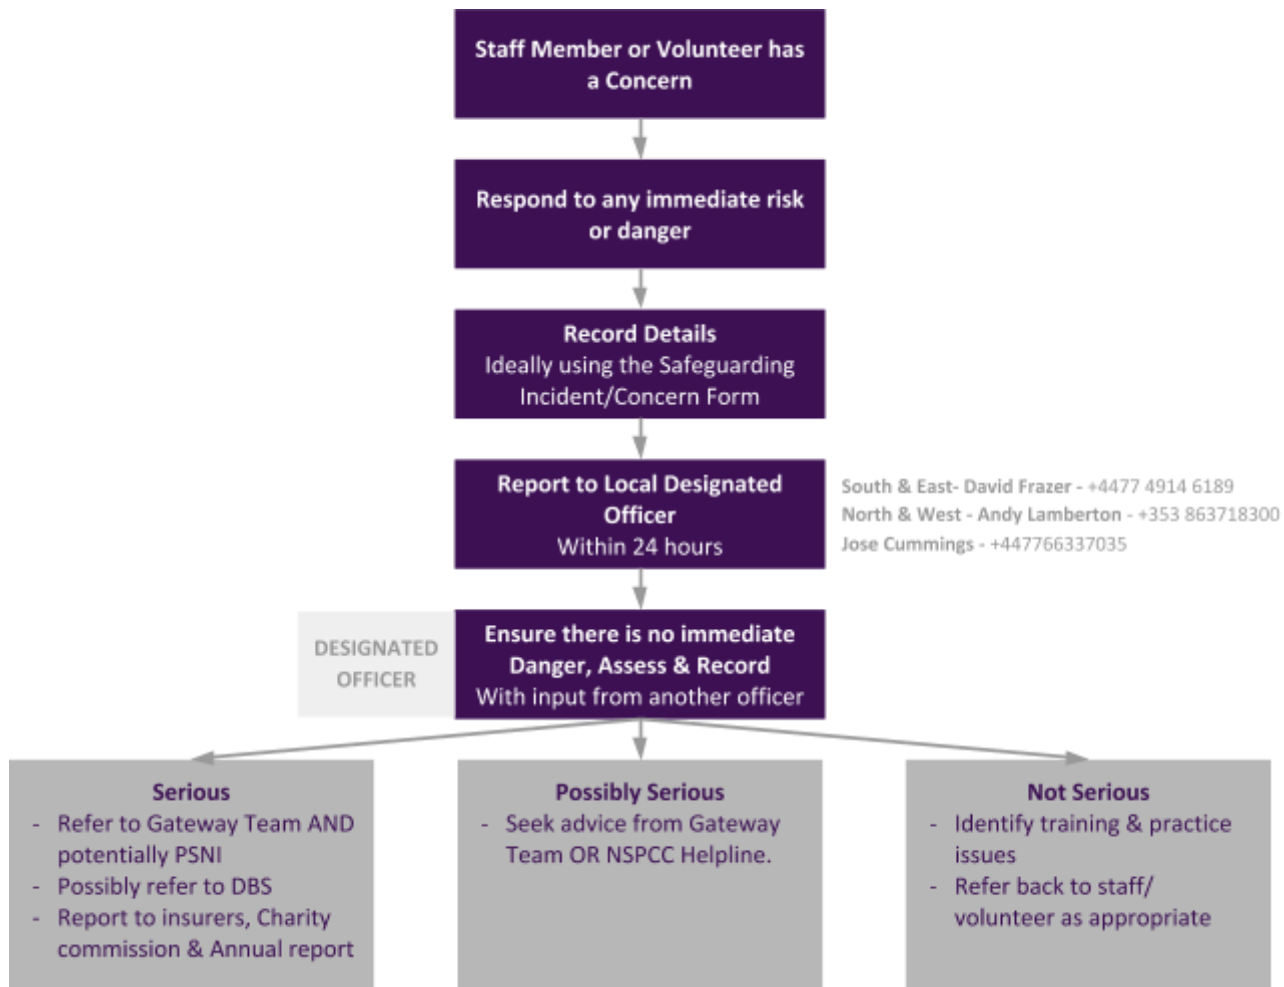 Staff Member or Volunteer has
a Concern
Respond to any immediate risk
or danger
Record Details
Ideally using the Safeguarding
Incident/Concern Form
Report to Local Designated
Officer
Within 24 hours
South & East- David Frazer - +4477 4914 6189
North & West - Andy Lamberton - +353 863718300
Jose Cummings - +447766337035
DESIGNATED
OFFICER
Ensure there is no immediate
Danger, Assess & Record
With input from another officer
Serious
- Refer to Gateway Team AND
potentially PSNI
- Possibly refer to DBS
- Report to insurers, Charity
commission & Annual report
Possibly Serious
- Seek advice from Gateway
Team OR NSPCC Helpline.
Not Serious
- Identify training & practice
issues
- Refer back to staff/
volunteer as appropriate